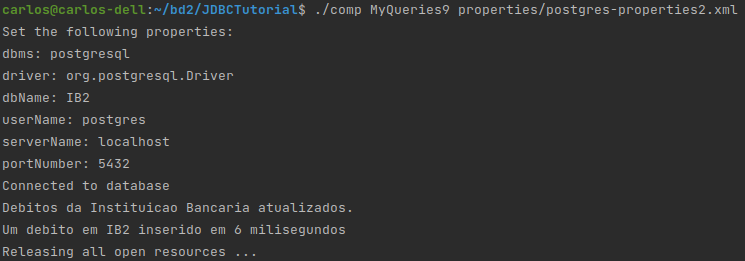 carlos@carlos-dell:~/bd2/JDBCTutorial$ ./comp MyQueries9 properties/postgres-properties2.xml
Set the following properties:
dbms: postgresql
driver: org.postgresql.Driver
dbName: IB2
userName: postgres
serverName: localhost
portNumber: 5432
Connected to database
Debitos da Instituicao Bancaria atualizados.
Um debito em IB2 inserido em 6 milisegundos
Releasing all open resources ...